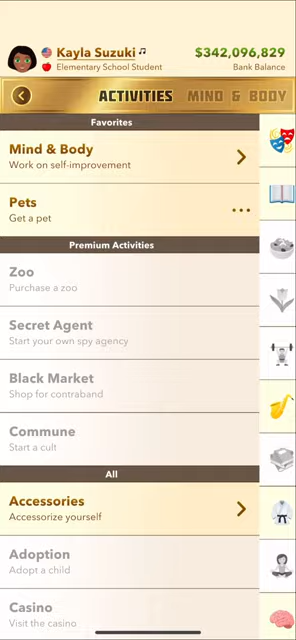 Kayla Suzuki
$342,096,829
Elementary School Student
Bank Balance
ACTIVITIES MIND & BODY
Favorites
Mind & Body
Work on self-improvement
Pets
Get a pet
Premium Activities
Zoo
Purchase a zoo
Secret Agent
Start your own spy agency
Black Market
Shop for contraband
Commune
Start a cult
All
Accessories
Accessorize yourself
Adoption
Adopt a child
Casino
Visit the casino